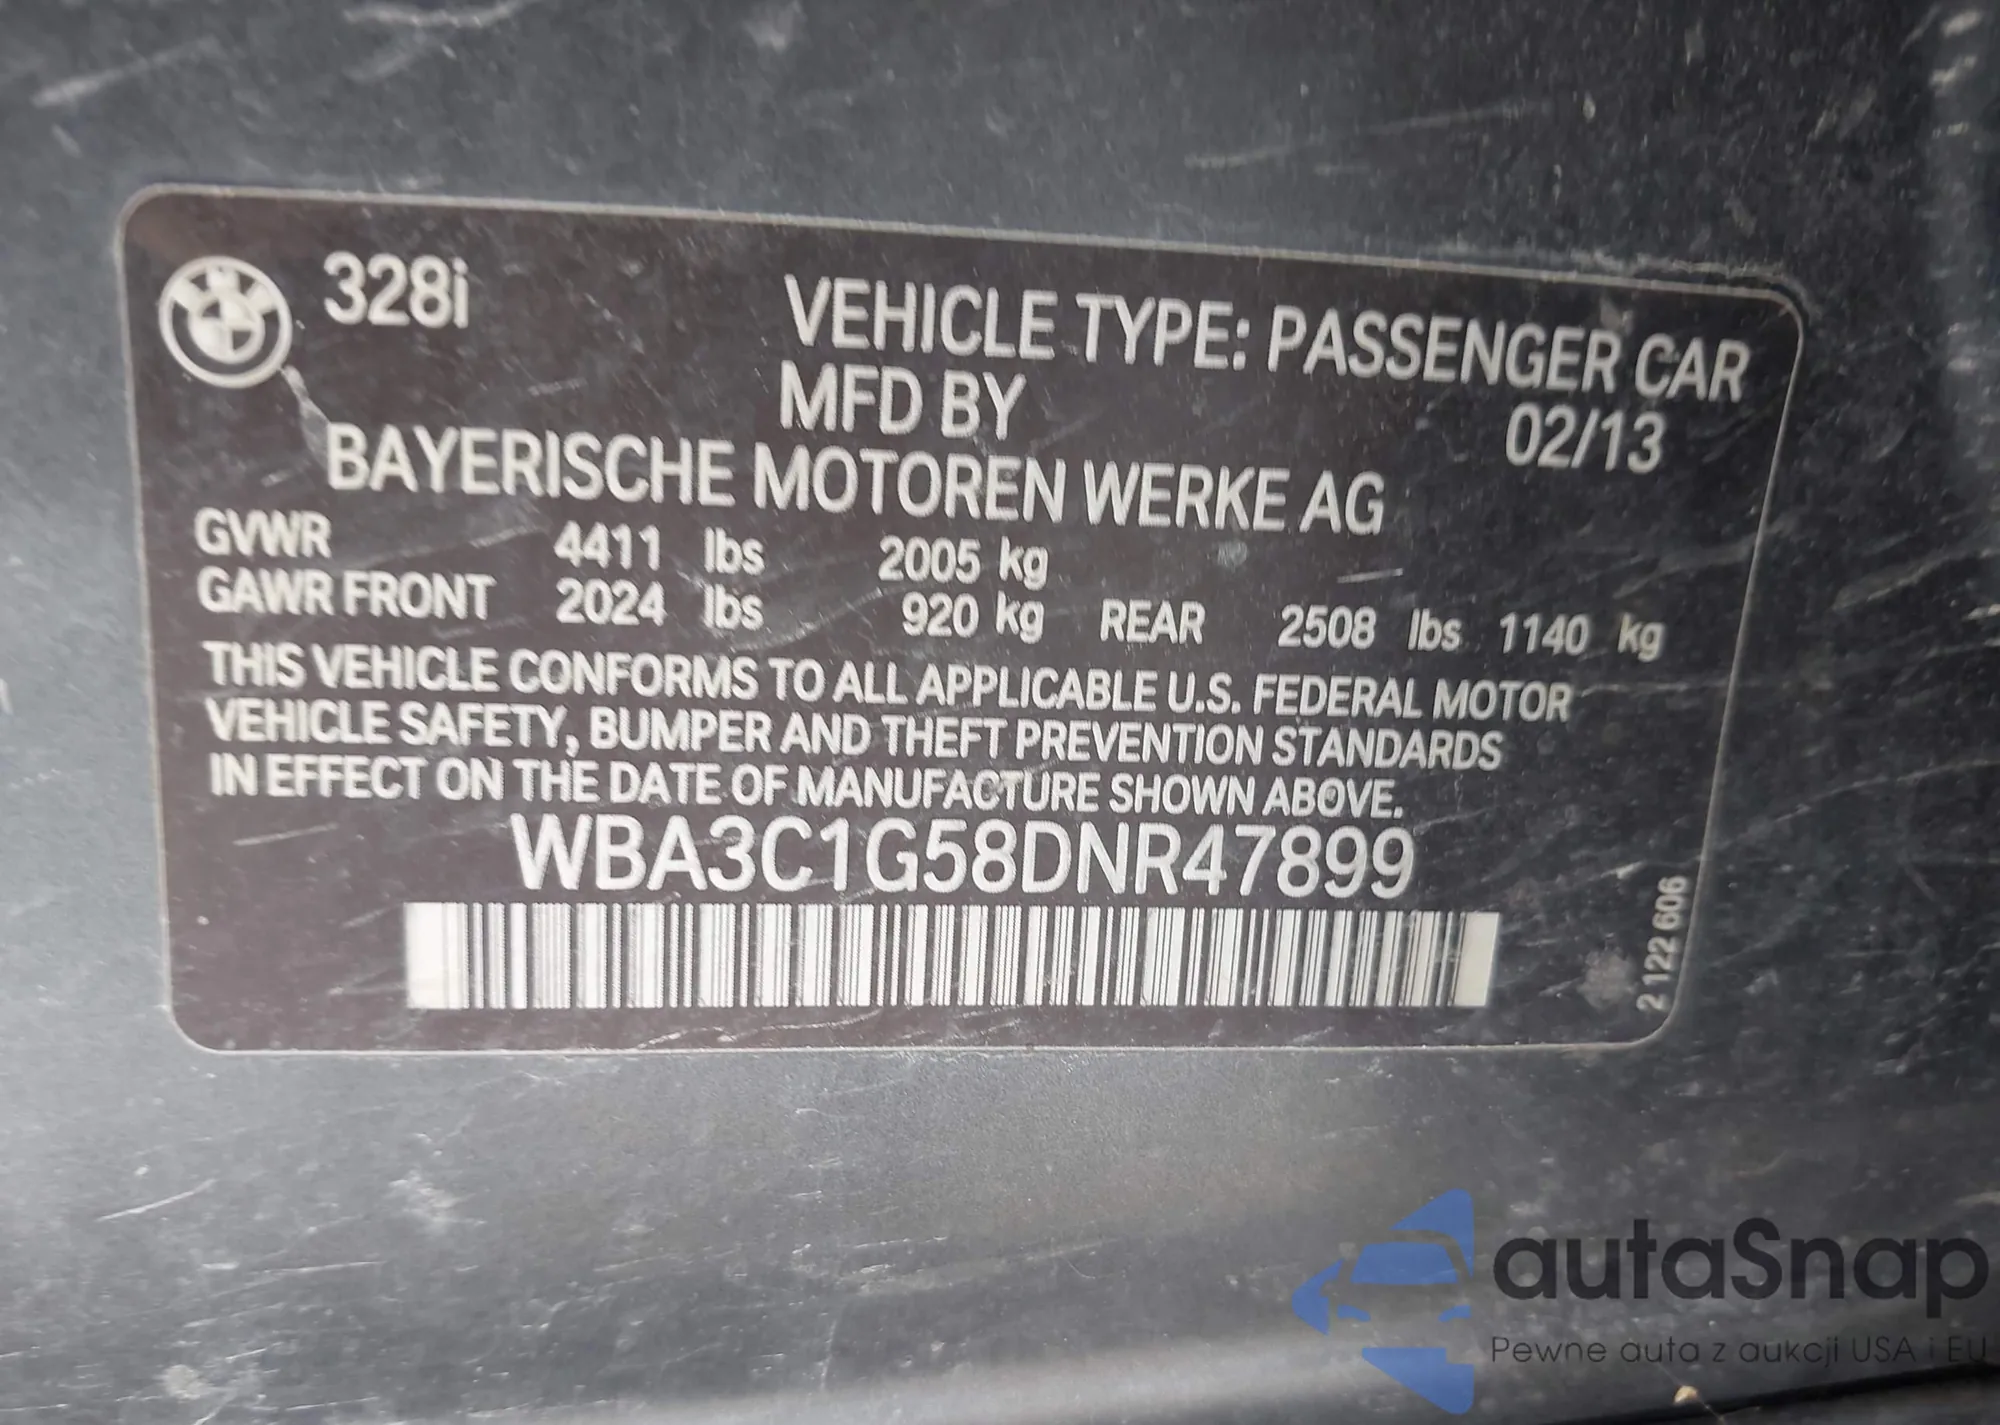 328i
VEHICLE TYPE: PASSENGER CAR
MFD BY
02/13
BAYERISCHE MOTOREN WERKE AG
GVWR 4411 lbs 2005 kg
GAWR FRONT 2024 lbs 920 kg REAR 2508 lbs 1140 kg
THIS VEHICLE CONFORMS TO ALL APPLICABLE U.S. FEDERAL MOTOR
VEHICLE SAFETY, BUMPER AND THEFT PREVENTION STANDARDS
IN EFFECT ON THE DATE OF MANUFACTURE SHOWN ABOVE.
WBA3C1G58DNR47899
2 122 606
autaSnap
Pewne auta z aukcji USA i EU